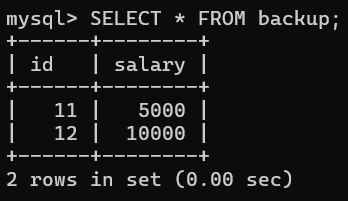 mysql> SELECT * FROM backup;
+------+--------+
| id   | salary |
+------+--------+
|   11 |   5000 |
|   12 |  10000 |
+------+--------+
2 rows in set (0.00 sec)